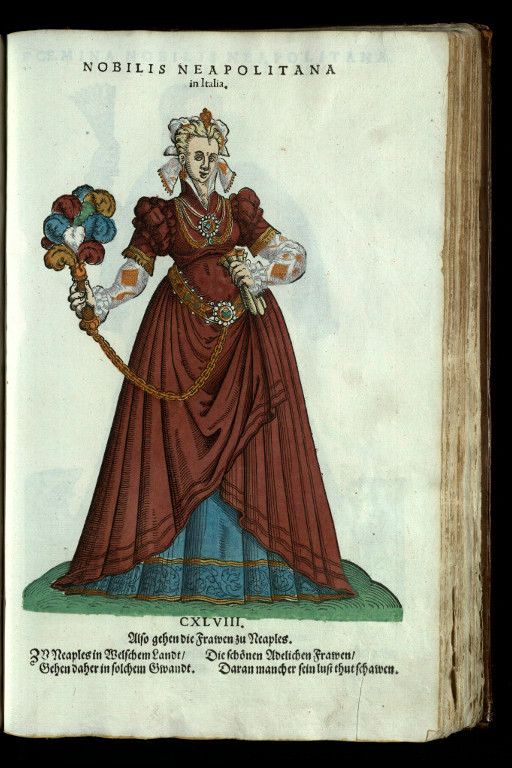 NOBILIS NEAPOLITANA
in Italia.
CXLVIII.
Also gehen die Frawen zu Neaples.
ZV Neaples in Welschem Landt/
Gehen daher in solchem Gwandt.
Die schönen Adelichen Frawen/
Daran mancher sein lust thut schawen.